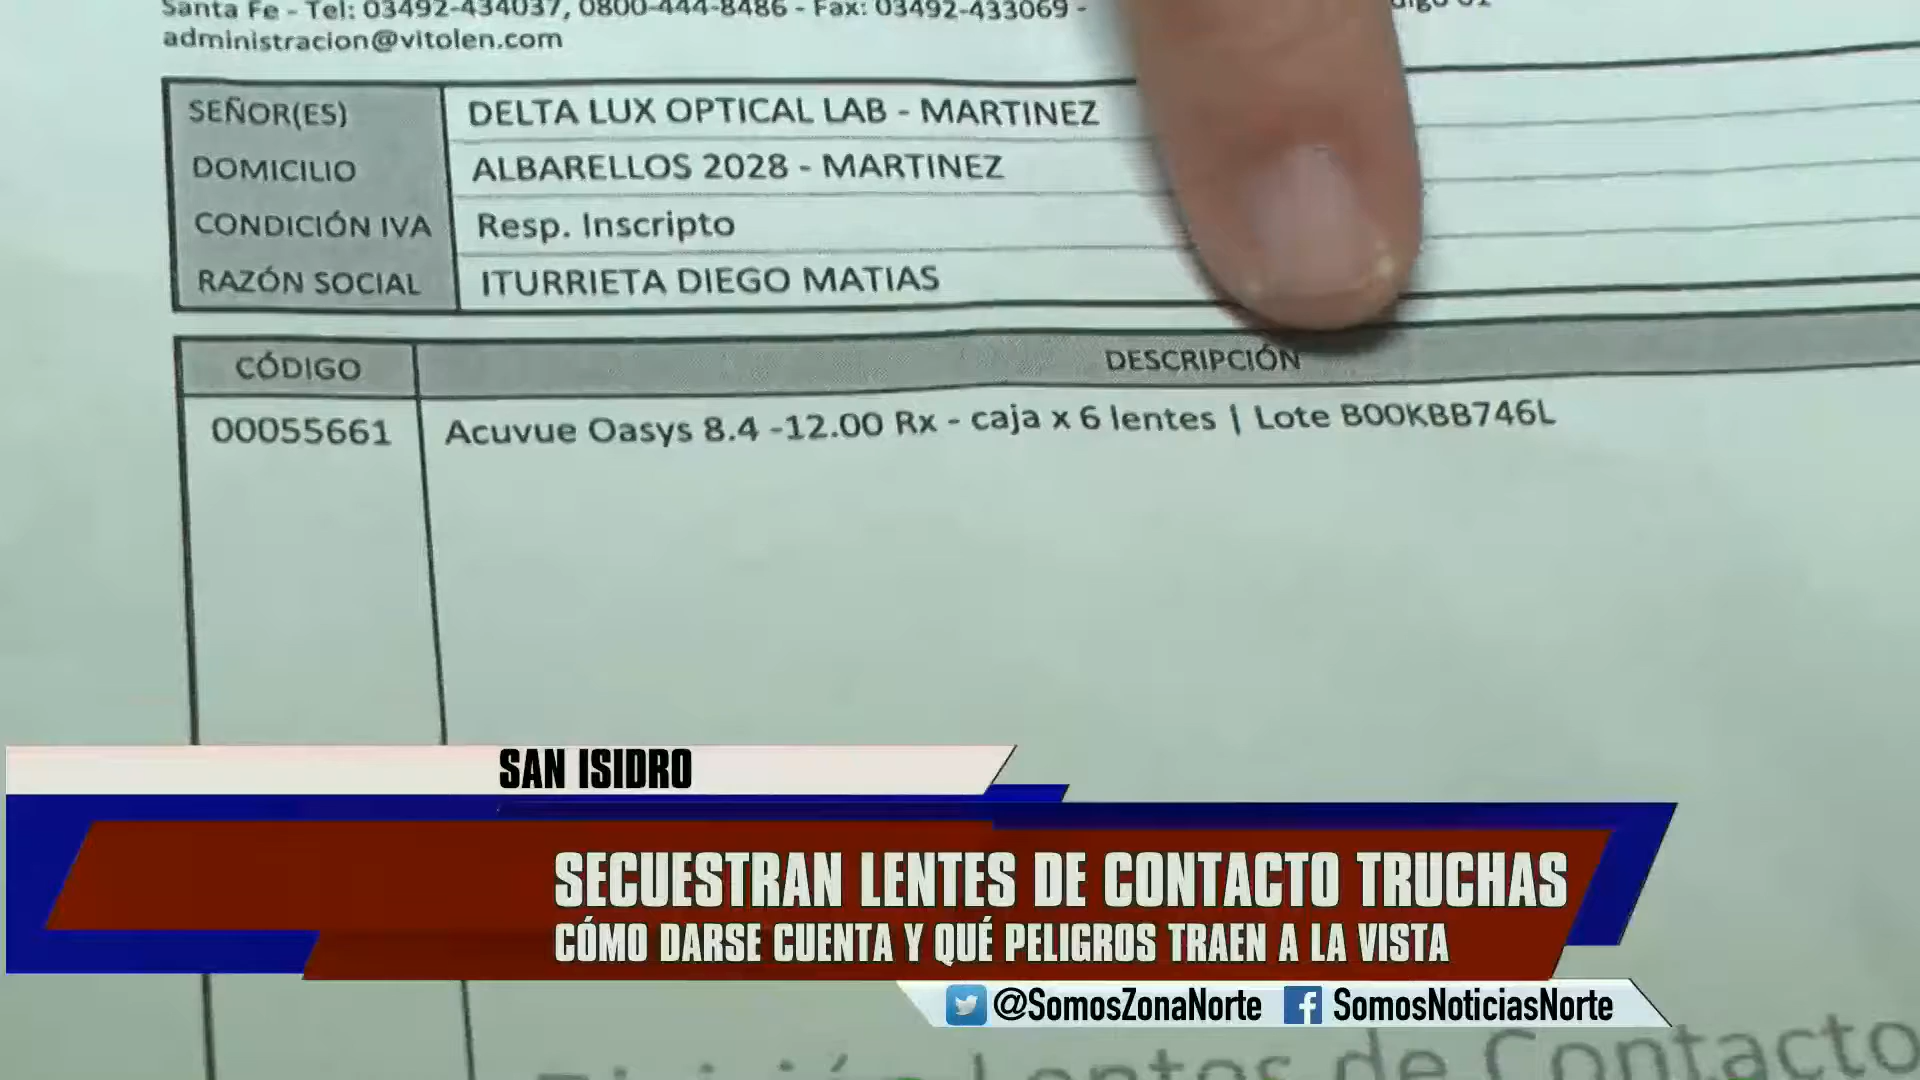 Santa Fe - Tel: 03492-434037, 0800-444-8486 - Fax: 03492-433069 -
administracion@vitolen.com
SEÑOR(ES) DELTA LUX OPTICAL LAB - MARTINEZ
DOMICILIO ALBARELLOS 2028 - MARTINEZ
CONDICIÓN IVA Resp. Inscripto
RAZÓN SOCIAL ITURRIETA DIEGO MATIAS
CÓDIGO DESCRIPCIÓN
00055661 Acuvue Oasys 8.4 -12.00 Rx - caja x 6 lentes | Lote B00KBB746L
SAN ISIDRO
SECUESTRAN LENTES DE CONTACTO TRUCHAS
CÓMO DARSE CUENTA Y QUÉ PELIGROS TRAEN A LA VISTA
@SomosZonaNorte SomosNoticiasNorte
Lentes de Contacto